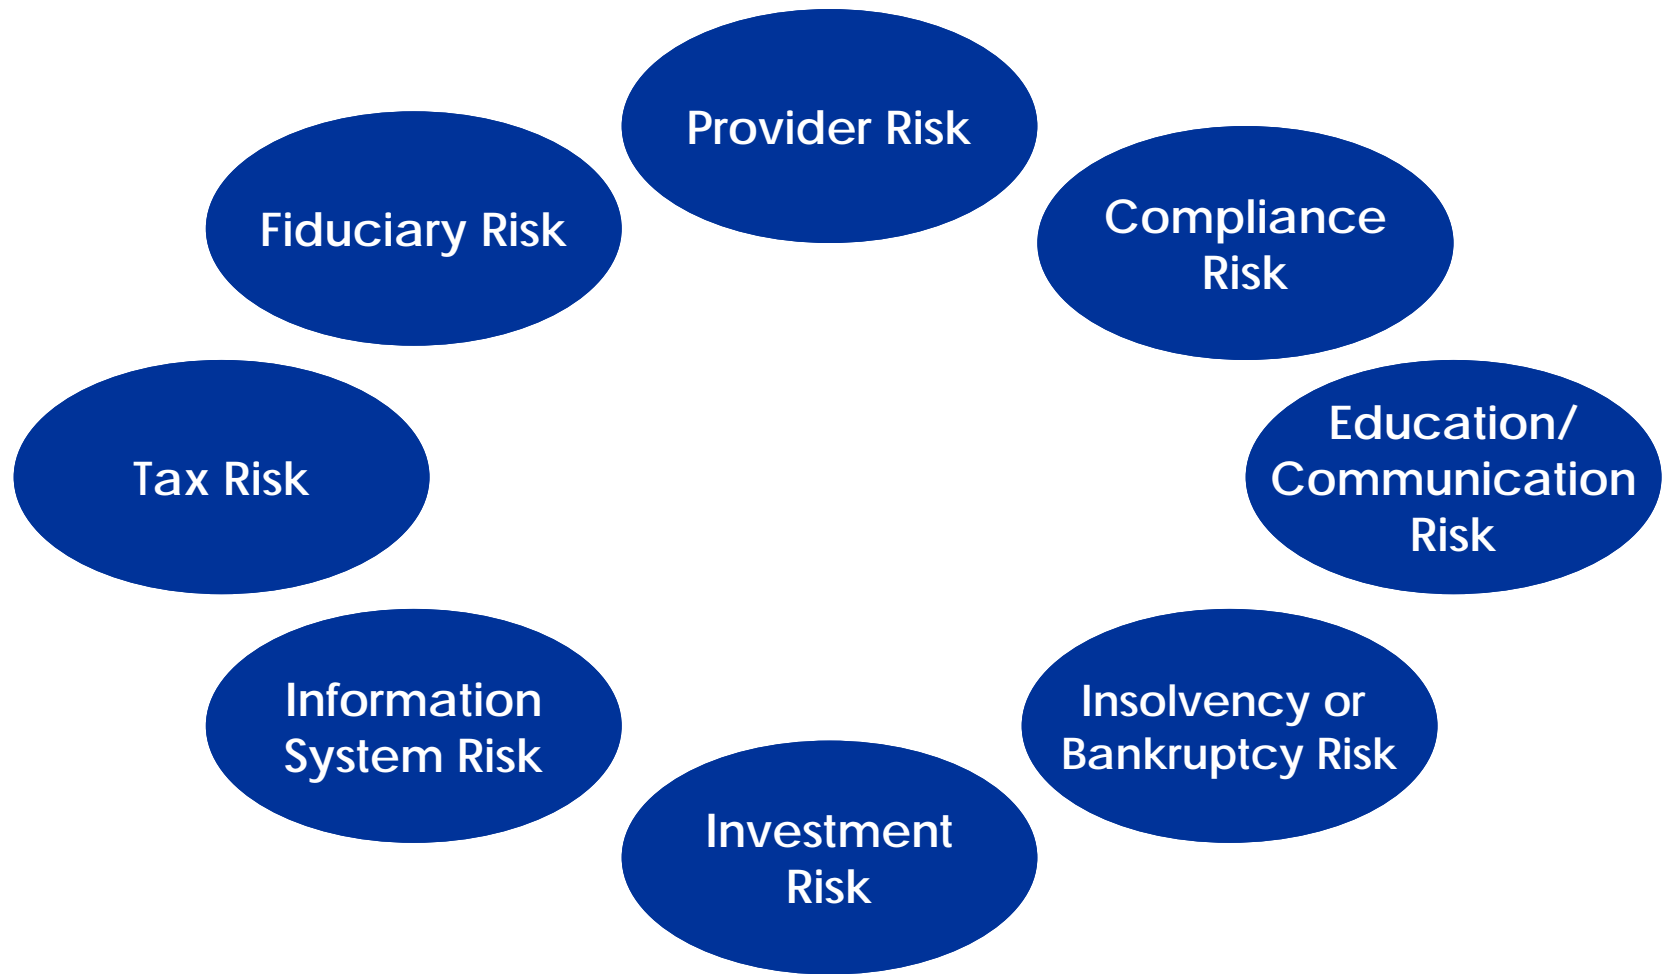 Provider Risk
Fiduciary Risk
Compliance
Risk
Tax Risk
Education/
Communication
Risk
Information
System Risk
Insolvency or
Bankruptcy Risk
Investment
Risk